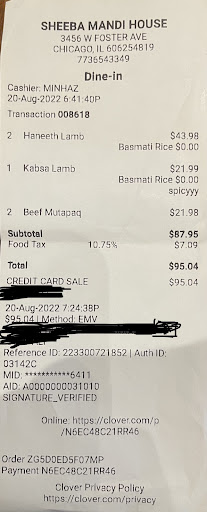 SHEEBA MANDI HOUSE
3456 W FOSTER AVE
CHICAGO, IL 606254819
7736543349
Dine-in
Cashier: MINHAZ
20-Aug-2022 6:41:40P
Transaction 008618
2 Haneeth Lamb $43.98
Basmati Rice $0.00
1 Kabsa Lamb $21.99
Basmati Rice $0.00
spicyyy
2 Beef Mutapaq $21.98
Subtotal $87.95
Food Tax 10.75% $7.09
Total $95.04
CREDIT CARD SALE $95.04
20-Aug-2022 7:24:38P
$95.04 | Method: EMV
Reference ID: 223300721852 | Auth ID:
03142C
MID: ***********6411
AID: A0000000031010
SIGNATURE_VERIFIED
Online: https://clover.com/p
/N6EC48C21RR46
Order ZG5D0ED5F07MP
Payment N6EC48C21RR46
Clover Privacy Policy
https://clover.com/privacy